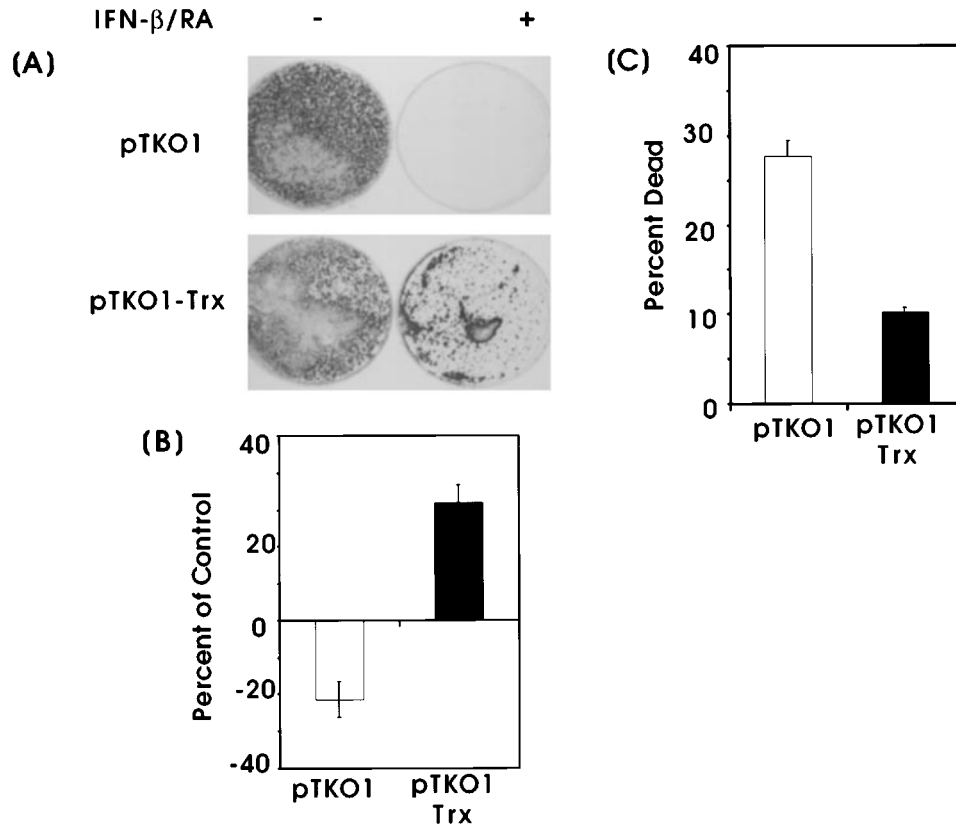 IFN-β/RA - +
(A)
pTKO1
pTKO1-Trx
(B)
Percent of Control
40
20
0
-20
-40
pTKO1
pTKO1
Trx
(C)
Percent Dead
40
30
20
10
0
pTKO1
pTKO1
Trx